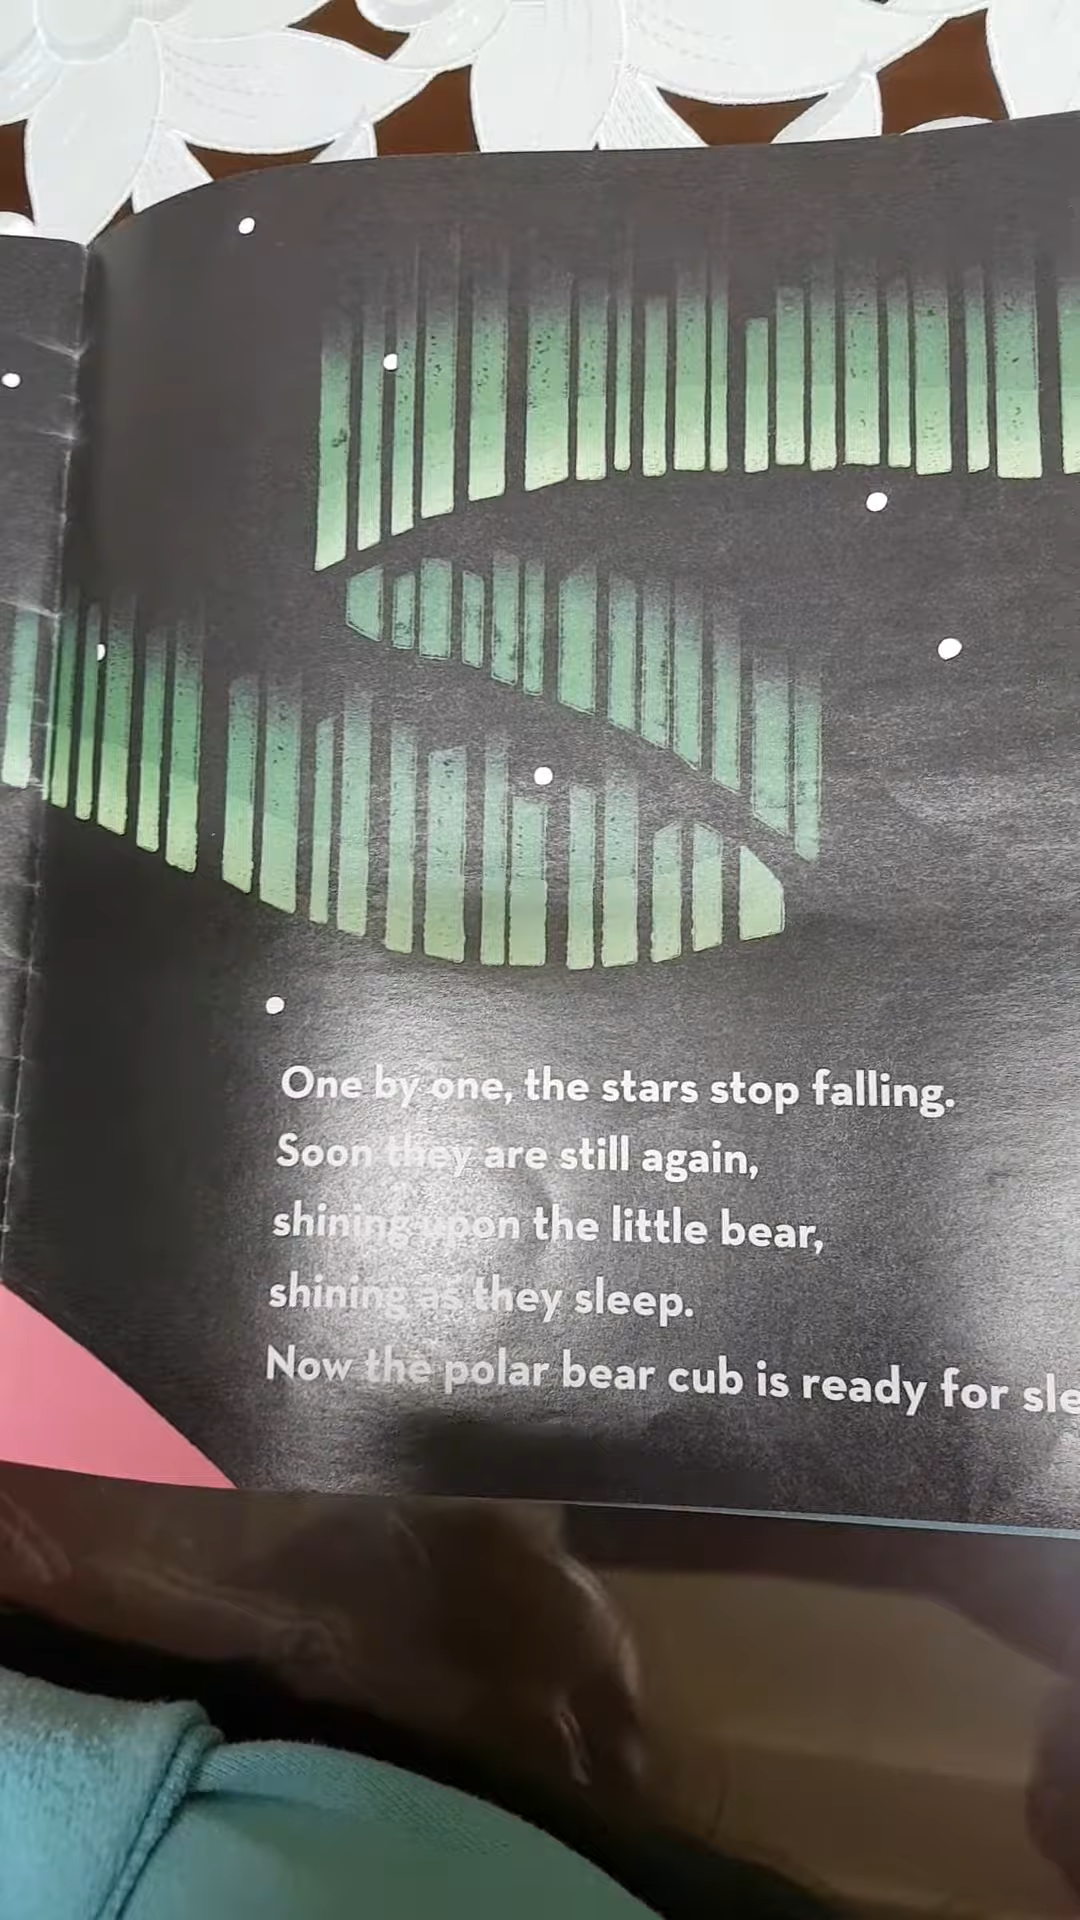 One by one, the stars stop falling.
Soon they are still again,
shining upon the little bear,
shining as they sleep.
Now the polar bear cub is ready for